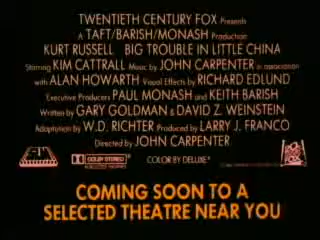 TWENTIETH CENTURY FOX Presents
A TAFT/BARISH/MONASH Production
KURT RUSSELL BIG TROUBLE IN LITTLE CHINA
Starring KIM CATTRALL Music by JOHN CARPENTER in association
with ALAN HOWARTH Visual Effects by RICHARD EDLUND
Executive Producers PAUL MONASH and KEITH BARISH
Written by GARY GOLDMAN & DAVID Z. WEINSTEIN
Adaptation by W.D. RICHTER Produced by LARRY J. FRANCO
Directed by JOHN CARPENTER
DOLBY STEREO
COLOR BY DELUXE®
COMING SOON TO A
SELECTED THEATRE NEAR YOU